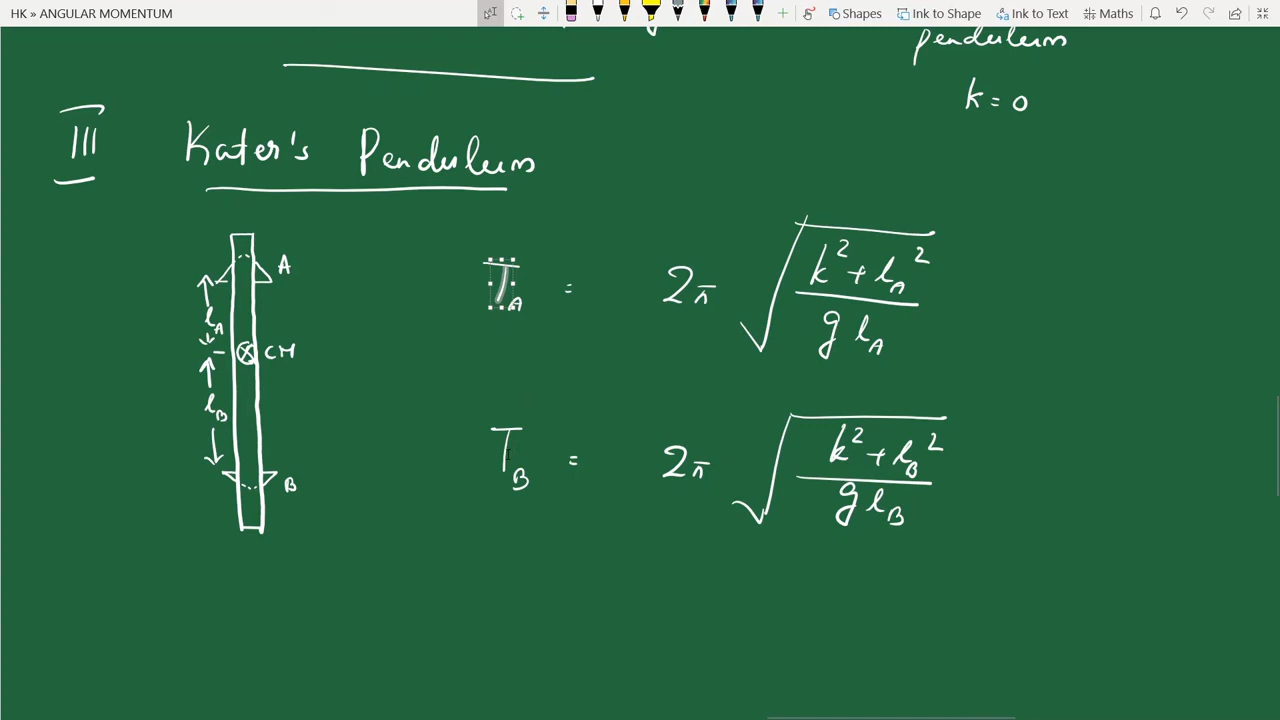 HK » ANGULAR MOMENTUM
Shapes Ink to Shape Ink to Text Maths
pendulum
k = 0
III Kater's Pendulum
A
l_A
CM
l_B
B
T_A = 2π √((k² + l_A²) / (g l_A))
T_B = 2π √((k² + l_B²) / (g l_B))